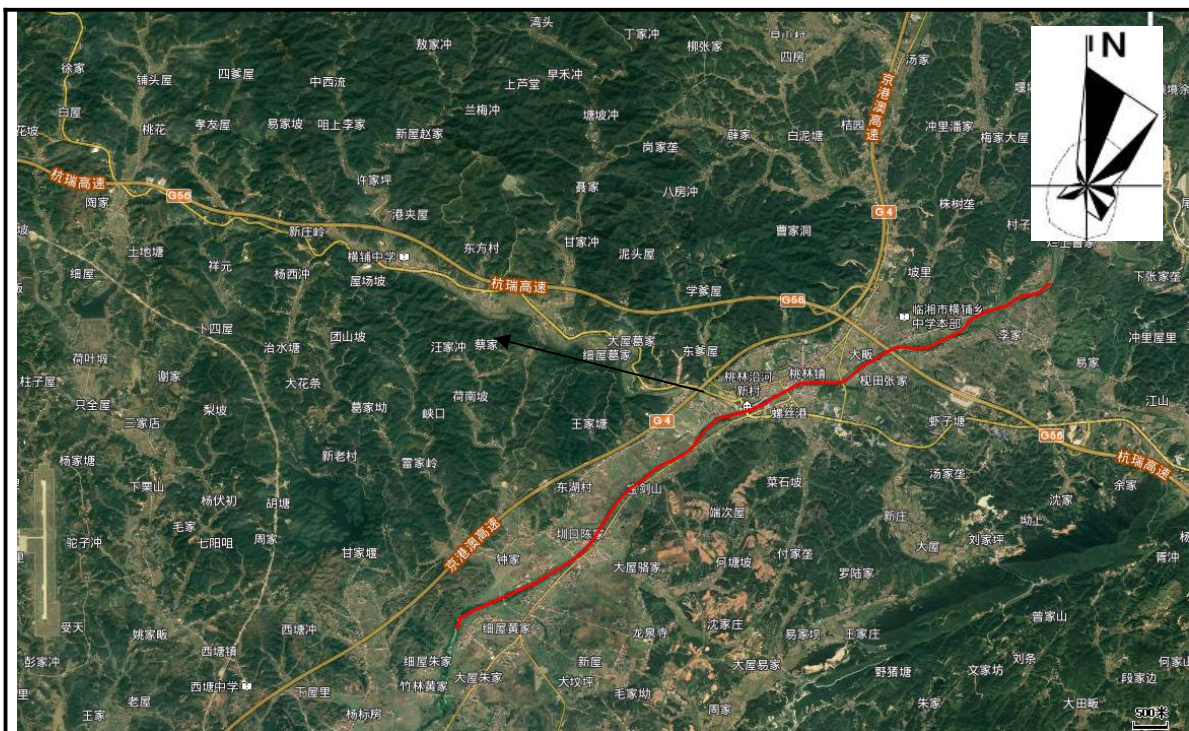 湾头
丁家冲
敖家冲
柳张家
四房
汤家
徐家
铺头屋
四爹屋
中西流
上芦堂
早禾冲
白屋
兰梅冲
塘坡冲
桔园
京港澳高速
N
花坡
桃花
孝友屋
易家坡
咀上李家
新屋赵家
薛家
白泥塘
冲里潘家
梅家大屋
岗家垄
杭瑞高速
G56
陶家
许家坪
聂家
八房冲
株树垄
港夹屋
G4
新庄岭
东方村
甘家冲
泥头屋
曹家洞
村子
土地塘
横铺中学
细屋
祥元
杨西冲
屋场坡
杭瑞高速
学爹屋
G56
坡里
下张家垄
临湘市横铺乡
中学本部
卜四屋
团山坡
大屋葛家
李家
冲里屋里
治水塘
汪家冲
蔡家
细屋葛家
东爹屋
大畈
荷叶塅
谢家
桃林沿河
新村
桃林镇
枧田张家
易家
柱子屋
大花条
荷南坡
只全屋
梨坡
葛家坳
峡口
王家塘
G4
螺丝港
虾子塘
江山
三家店
G56
杭瑞高速
杨家塘
新老村
雷家岭
下栗山
东湖村
菜石坡
汤家垄
余家
杨伏初
胡塘
端次屋
沈家
毛家
新庄
坳上
驼子冲
七阳咀
周家
京港澳高速
甘家堰
钟家
大屋骆家
何塘坡
付家垄
大屋
刘家坪
罗陆家
受天
姚家畈
西塘冲
细屋黄家
龙泉寺
沈家庄
易家坝
王家庄
曾家山
彭家冲
西塘镇
细屋朱家
新屋
大屋易家
野猪塘
文家坊
刘条
何家山
西塘中学
下屋里
竹林黄家
大屋朱家
大坟坪
段家边
老屋
毛家坳
王家
杨标房
周家
朱家
大田畈
500米